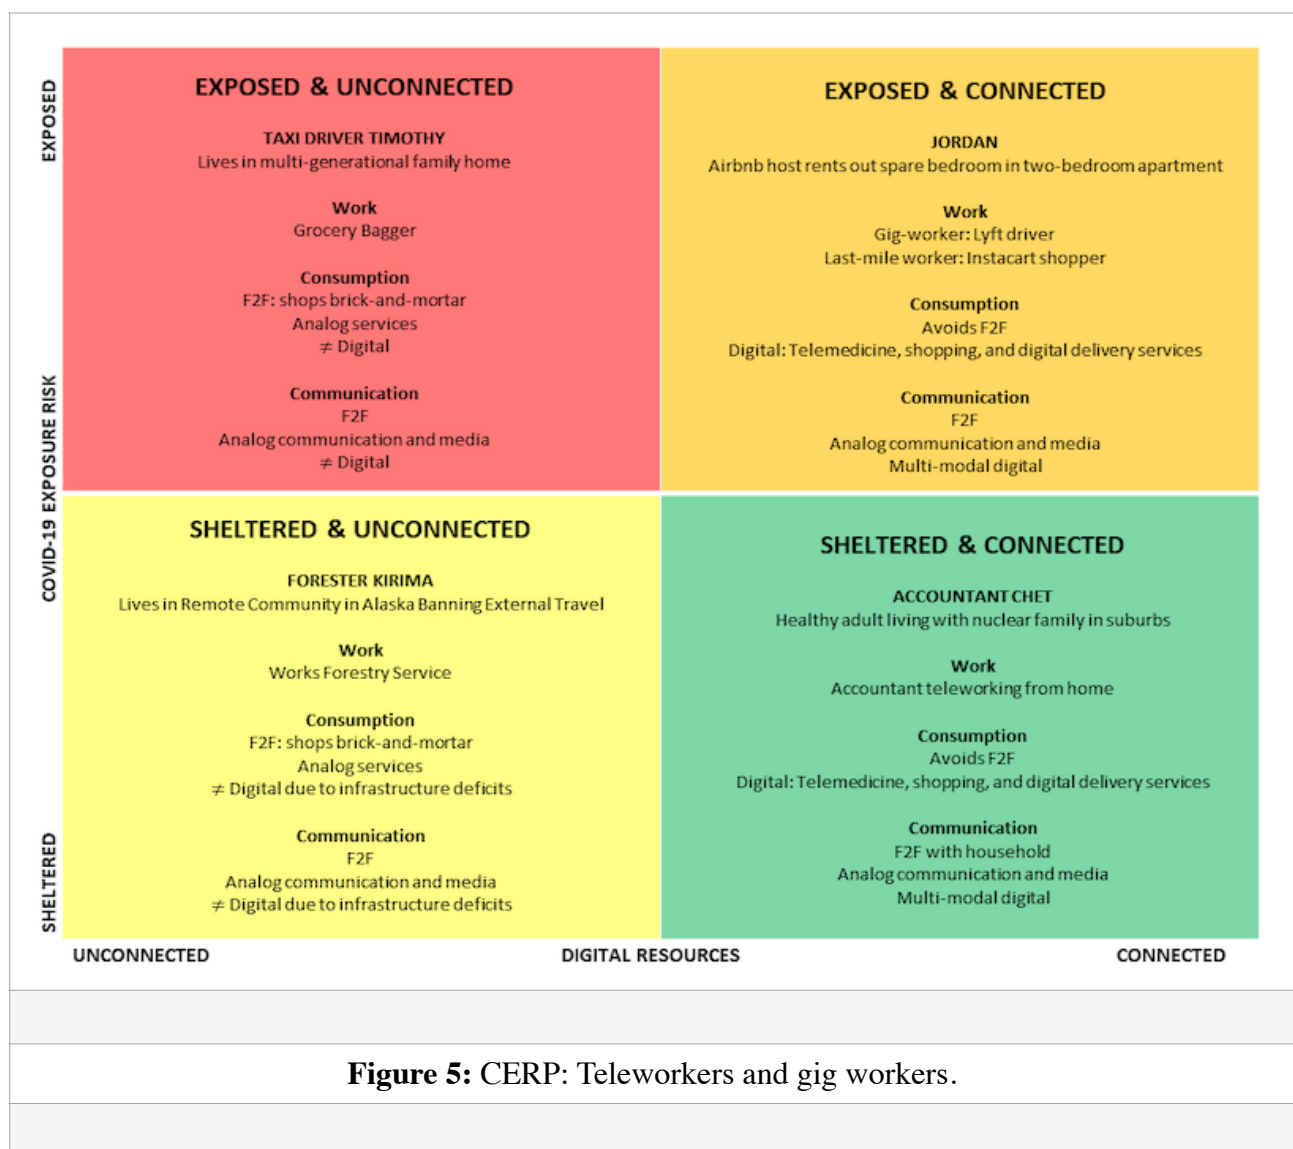 EXPOSED
COVID-19 EXPOSURE RISK
SHELTERED
EXPOSED & UNCONNECTED
TAXI DRIVER TIMOTHY
Lives in multi-generational family home
Work
Grocery Bagger
Consumption
F2F: shops brick-and-mortar
Analog services
≠ Digital
Communication
F2F
Analog communication and media
≠ Digital
EXPOSED & CONNECTED
JORDAN
Airbnb host rents out spare bedroom in two-bedroom apartment
Work
Gig-worker: Lyft driver
Last-mile worker: Instacart shopper
Consumption
Avoids F2F
Digital: Telemedicine, shopping, and digital delivery services
Communication
F2F
Analog communication and media
Multi-modal digital
SHELTERED & UNCONNECTED
FORESTER KIRIMA
Lives in Remote Community in Alaska Banning External Travel
Work
Works Forestry Service
Consumption
F2F: shops brick-and-mortar
Analog services
≠ Digital due to infrastructure deficits
Communication
F2F
Analog communication and media
≠ Digital due to infrastructure deficits
SHELTERED & CONNECTED
ACCOUNTANT CHET
Healthy adult living with nuclear family in suburbs
Work
Accountant teleworking from home
Consumption
Avoids F2F
Digital: Telemedicine, shopping, and digital delivery services
Communication
F2F with household
Analog communication and media
Multi-modal digital
UNCONNECTED
DIGITAL RESOURCES
CONNECTED
Figure 5: CERP: Teleworkers and gig workers.